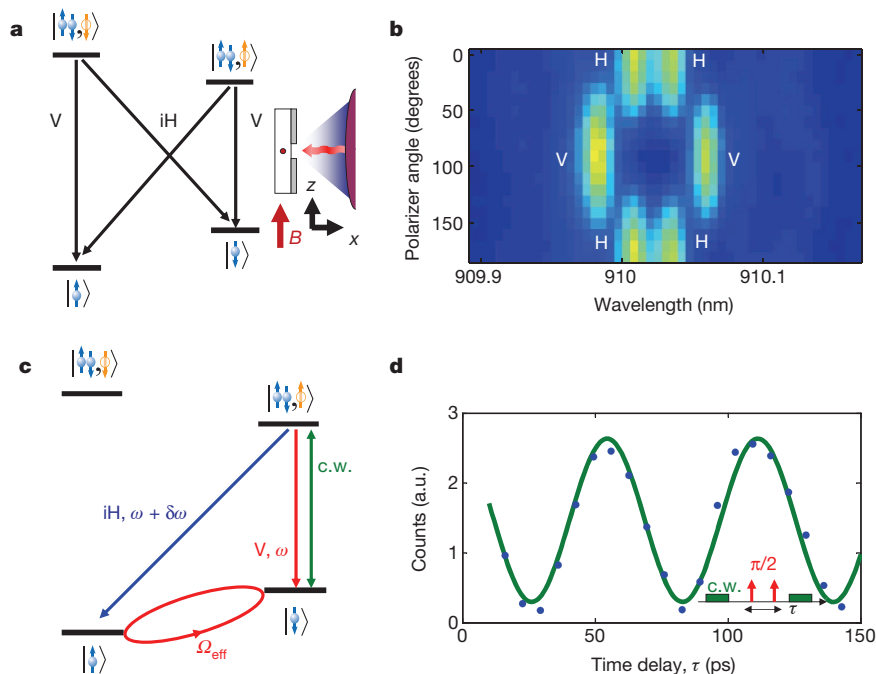 a
|⇅,↓⟩
|⇅,↑⟩
V
iH
V
z
B
x
|↑⟩
|↓⟩
b
Polarizer angle (degrees)
0
50
100
150
H
H
V
V
H
H
909.9
910
910.1
Wavelength (nm)
c
|⇅,↓⟩
|⇅,↑⟩
c.w.
iH, ω + δω
V, ω
Ωeff
|↑⟩
|↓⟩
d
Counts (a.u.)
3
2
1
0
π/2
c.w.
τ
0
50
100
150
Time delay, τ (ps)